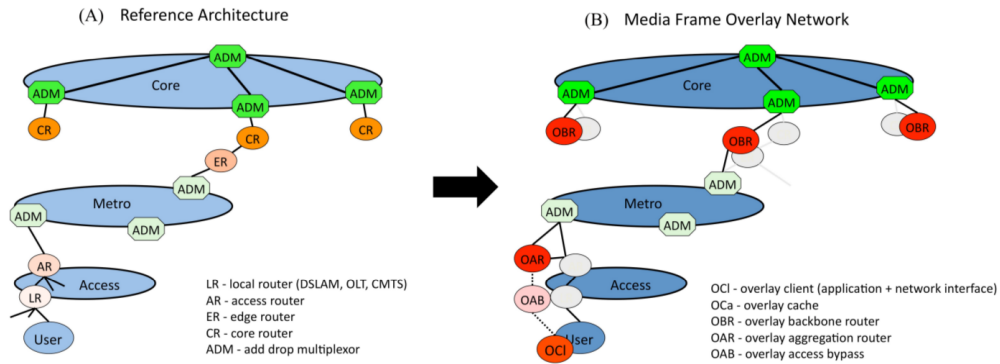 (A) Reference Architecture
ADM
Core
ADM
ADM
ADM
CR
CR
CR
ER
ADM
Metro
ADM
ADM
AR
Access
LR
User
LR - local router (DSLAM, OLT, CMTS)
AR - access router
ER - edge router
CR - core router
ADM - add drop multiplexor
(B) Media Frame Overlay Network
ADM
Core
ADM
ADM
ADM
OBR
OBR
OBR
ADM
Metro
ADM
ADM
OAR
Access
OAB
User
OCl
OCl - overlay client (application + network interface)
OCa - overlay cache
OBR - overlay backbone router
OAR - overlay aggregation router
OAB - overlay access bypass